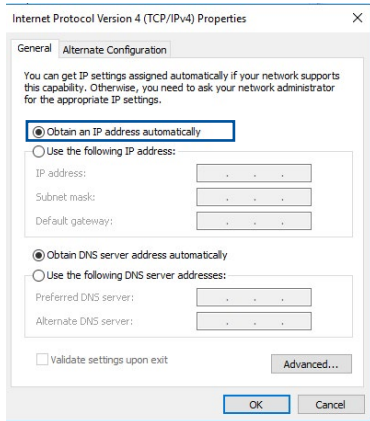 Internet Protocol Version 4 (TCP/IPv4) Properties
General Alternate Configuration
You can get IP settings assigned automatically if your network supports
this capability. Otherwise, you need to ask your network administrator
for the appropriate IP settings.
Obtain an IP address automatically
Use the following IP address:
IP address:
Subnet mask:
Default gateway:
Obtain DNS server address automatically
Use the following DNS server addresses:
Preferred DNS server:
Alternate DNS server:
Validate settings upon exit
Advanced...
OK Cancel